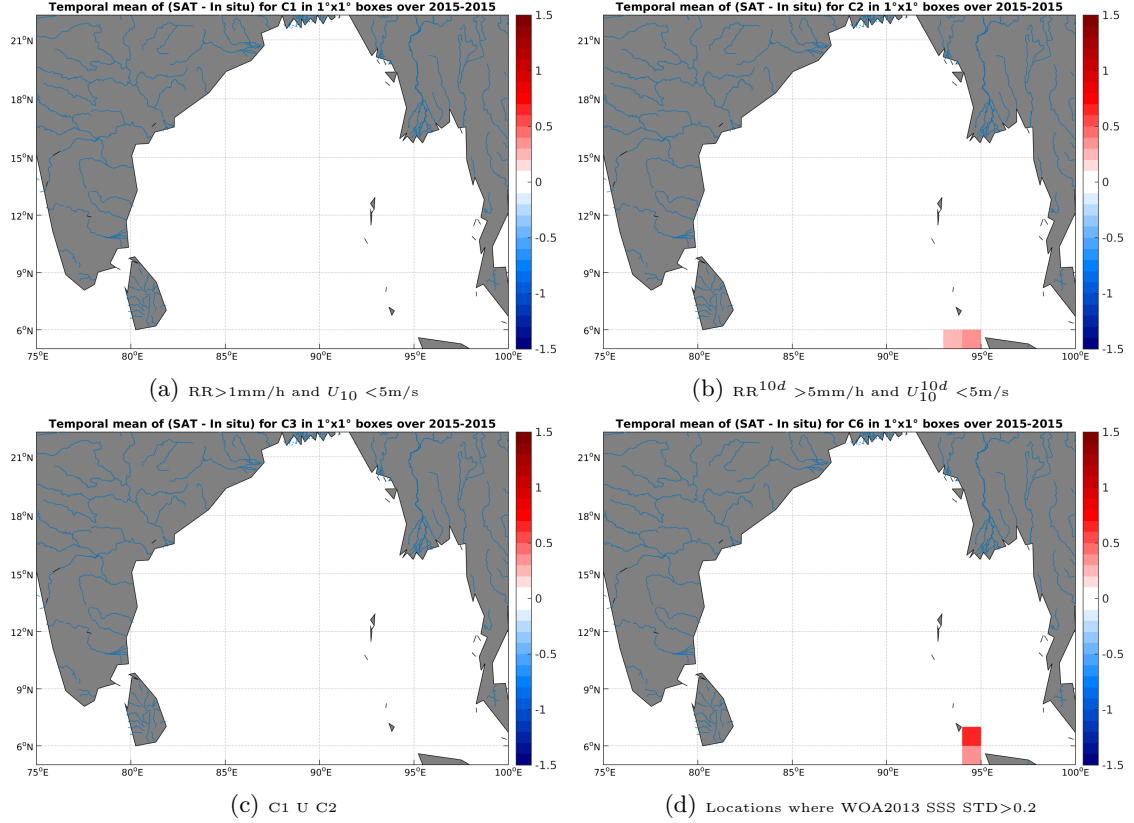 Temporal mean of (SAT - In situ) for C1 in 1°x1° boxes over 2015-2015
21°N
18°N
15°N
12°N
9°N
6°N
75°E 80°E 85°E 90°E 95°E 100°E
1.5
1
0.5
0
-0.5
-1
-1.5
(a) RR>1mm/h and U10 <5m/s
Temporal mean of (SAT - In situ) for C2 in 1°x1° boxes over 2015-2015
21°N
18°N
15°N
12°N
9°N
6°N
75°E 80°E 85°E 90°E 95°E 100°E
1.5
1
0.5
0
-0.5
-1
-1.5
(b) RR^10d >5mm/h and U10^10d <5m/s
Temporal mean of (SAT - In situ) for C3 in 1°x1° boxes over 2015-2015
21°N
18°N
15°N
12°N
9°N
6°N
75°E 80°E 85°E 90°E 95°E 100°E
1.5
1
0.5
0
-0.5
-1
-1.5
(c) C1 U C2
Temporal mean of (SAT - In situ) for C6 in 1°x1° boxes over 2015-2015
21°N
18°N
15°N
12°N
9°N
6°N
75°E 80°E 85°E 90°E 95°E 100°E
1.5
1
0.5
0
-0.5
-1
-1.5
(d) Locations where WOA2013 SSS STD>0.2